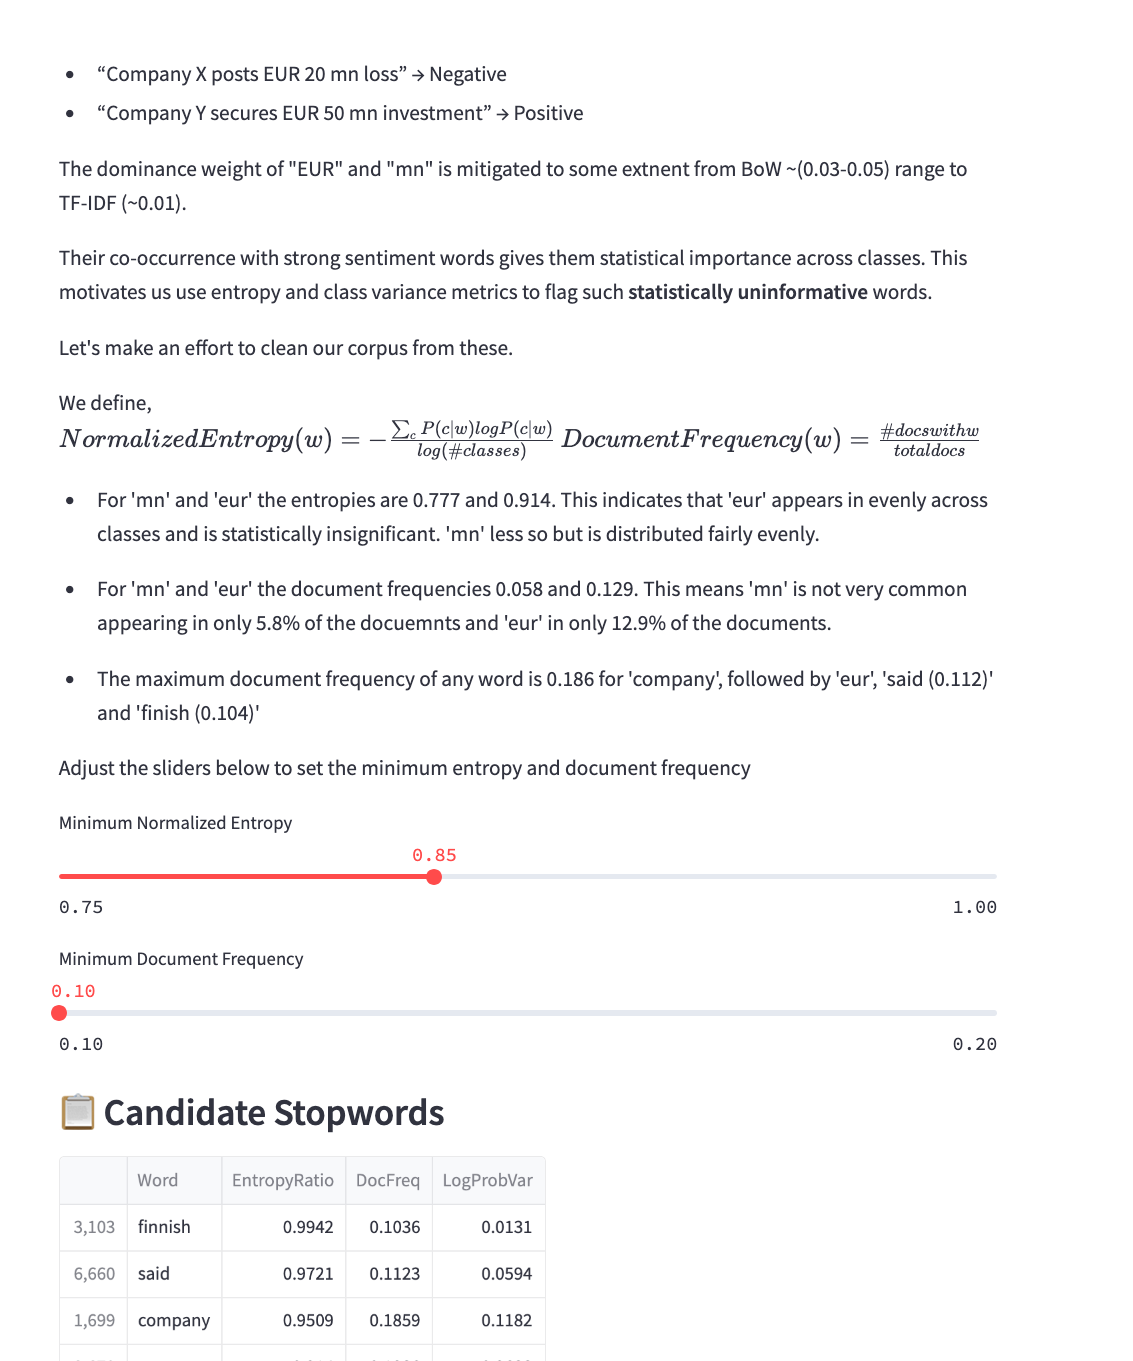 • “Company X posts EUR 20 mn loss” → Negative
• “Company Y secures EUR 50 mn investment” → Positive
The dominance weight of "EUR" and "mn" is mitigated to some extnent from BoW ~(0.03-0.05) range to
TF-IDF (~0.01).
Their co-occurrence with strong sentiment words gives them statistical importance across classes. This
motivates us use entropy and class variance metrics to flag such statistically uninformative words.
Let's make an effort to clean our corpus from these.
We define,
NormalizedEntropy(w) = −\frac{∑_c P(c|w)logP(c|w)}{log(#classes)} DocumentFrequency(w) = \frac{#docswithw}{totaldocs}
• For 'mn' and 'eur' the entropies are 0.777 and 0.914. This indicates that 'eur' appears in evenly across
classes and is statistically insignificant. 'mn' less so but is distributed fairly evenly.
• For 'mn' and 'eur' the document frequencies 0.058 and 0.129. This means 'mn' is not very common
appearing in only 5.8% of the docuemnts and 'eur' in only 12.9% of the documents.
• The maximum document frequency of any word is 0.186 for 'company', followed by 'eur', 'said (0.112)'
and 'finish (0.104)'
Adjust the sliders below to set the minimum entropy and document frequency
Minimum Normalized Entropy
0.85
0.75 1.00
Minimum Document Frequency
0.10
0.10 0.20
📋 Candidate Stopwords
Word EntropyRatio DocFreq LogProbVar
3,103 finnish 0.9942 0.1036 0.0131
6,660 said 0.9721 0.1123 0.0594
1,699 company 0.9509 0.1859 0.1182